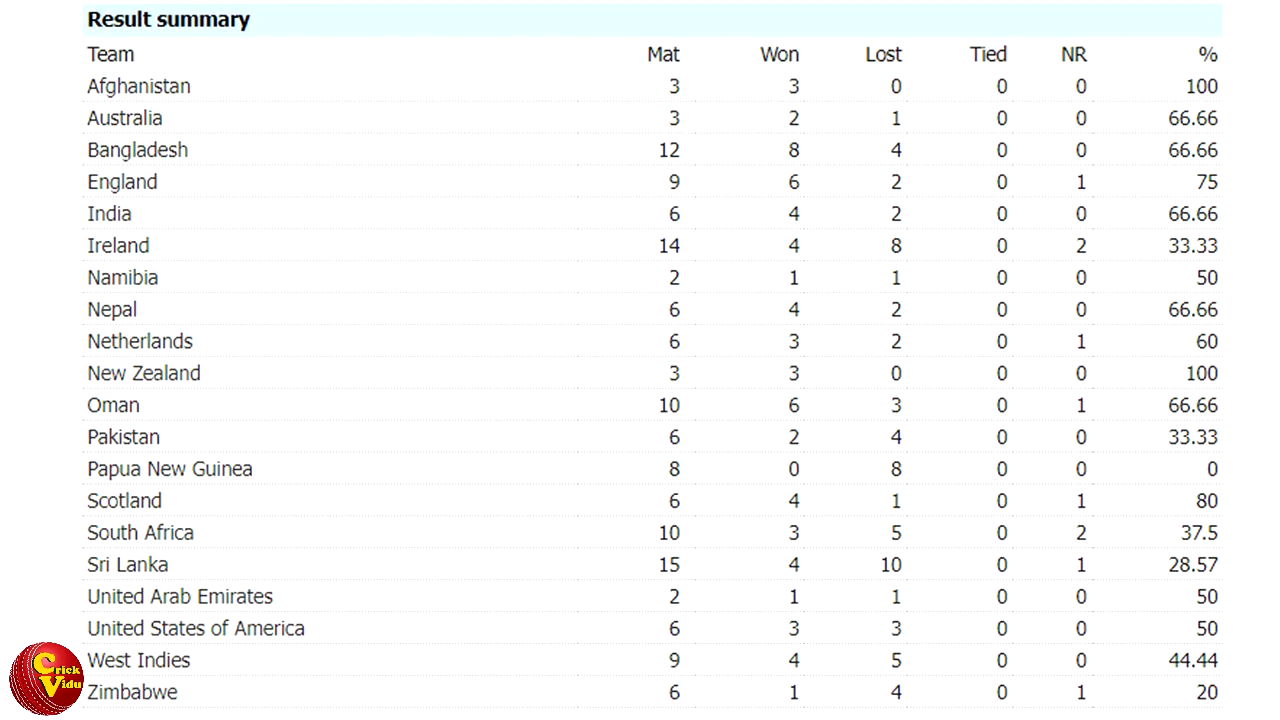 Result summary
Team Mat Won Lost Tied NR %
Afghanistan 3 3 0 0 0 100
Australia 3 2 1 0 0 66.66
Bangladesh 12 8 4 0 0 66.66
England 9 6 2 0 1 75
India 6 4 2 0 0 66.66
Ireland 14 4 8 0 2 33.33
Namibia 2 1 1 0 0 50
Nepal 6 4 2 0 0 66.66
Netherlands 6 3 2 0 1 60
New Zealand 3 3 0 0 0 100
Oman 10 6 3 0 1 66.66
Pakistan 6 2 4 0 0 33.33
Papua New Guinea 8 0 8 0 0 0
Scotland 6 4 1 0 1 80
South Africa 10 3 5 0 2 37.5
Sri Lanka 15 4 10 0 1 28.57
United Arab Emirates 2 1 1 0 0 50
United States of America 6 3 3 0 0 50
West Indies 9 4 5 0 0 44.44
Zimbabwe 6 1 4 0 1 20
Crick
Vidu